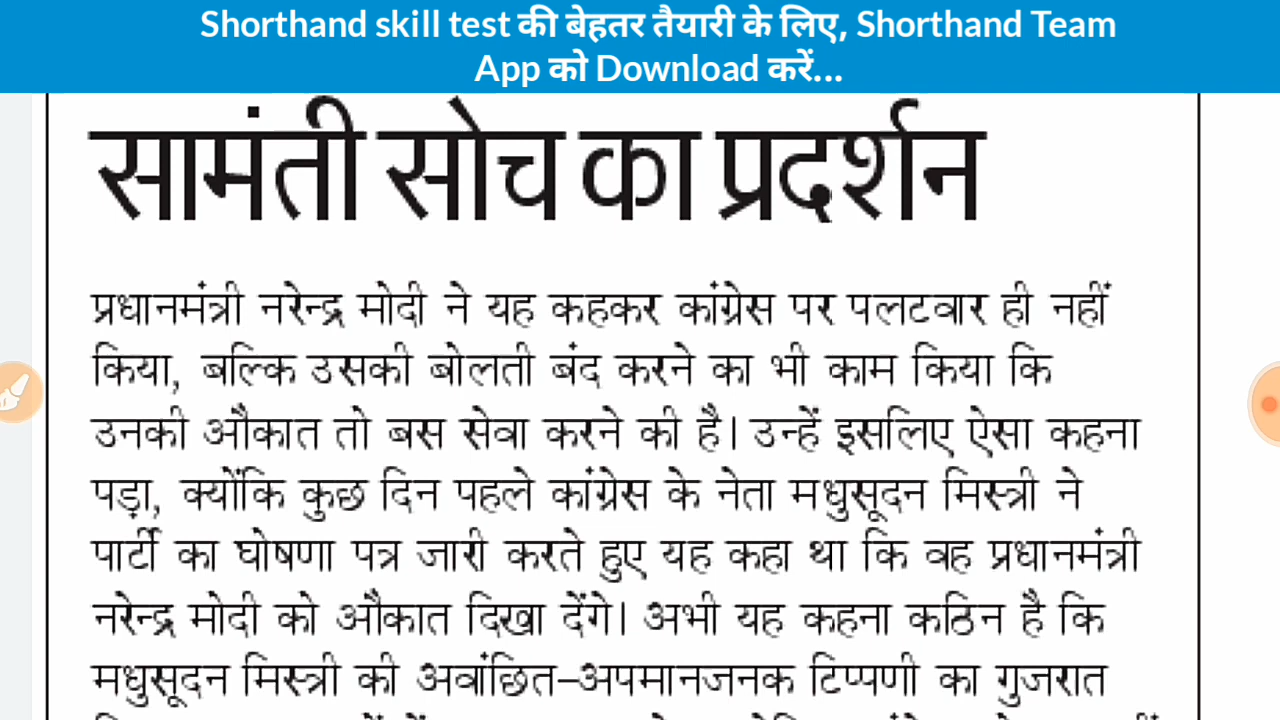 Shorthand skill test की बेहतर तैयारी के लिए, Shorthand Team
App को Download करें...
सामंती सोच का प्रदर्शन
प्रधानमंत्री नरेन्द्र मोदी ने यह कहकर कांग्रेस पर पलटवार ही नहीं
किया, बल्कि उसकी बोलती बंद करने का भी काम किया कि
उनकी औकात तो बस सेवा करने की है। उन्हें इसलिए ऐसा कहना
पड़ा, क्योंकि कुछ दिन पहले कांग्रेस के नेता मधुसूदन मिस्त्री ने
पार्टी का घोषणा पत्र जारी करते हुए यह कहा था कि वह प्रधानमंत्री
नरेन्द्र मोदी को औकात दिखा देंगे। अभी यह कहना कठिन है कि
मधुसूदन मिस्त्री की अवांछित-अपमानजनक टिप्पणी का गुजरात